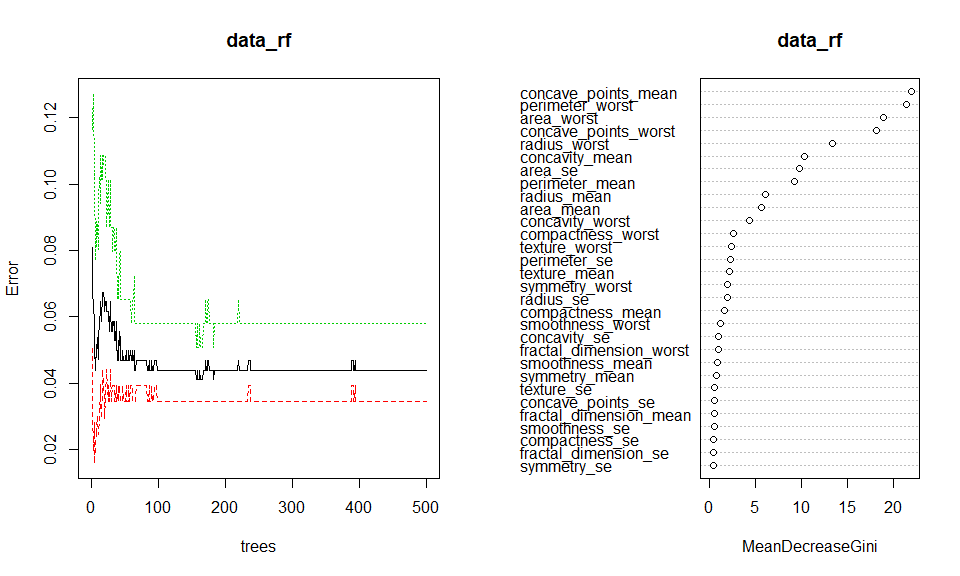 data_rf
Error
0.12
0.10
0.08
0.06
0.04
0.02
0 100 200 300 400 500
trees
data_rf
concave_points_mean
perimeter_worst
area_worst
concave_points_worst
radius_worst
concavity_mean
area_se
perimeter_mean
radius_mean
area_mean
concavity_worst
compactness_worst
texture_worst
perimeter_se
texture_mean
symmetry_worst
radius_se
compactness_mean
smoothness_worst
concavity_se
fractal_dimension_worst
smoothness_mean
symmetry_mean
texture_se
concave_points_se
fractal_dimension_mean
smoothness_se
compactness_se
fractal_dimension_se
symmetry_se
0 5 10 15 20
MeanDecreaseGini